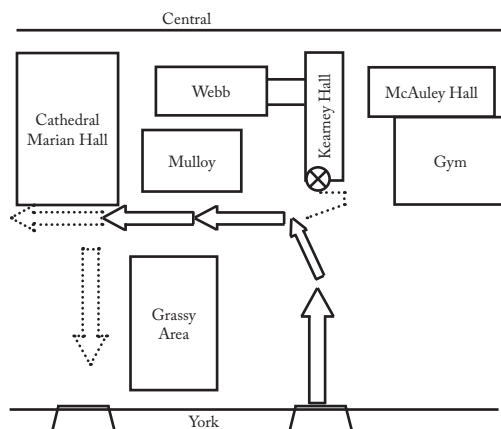 Central
Cathedral
Marian Hall
Webb
Kearney Hall
McAuley Hall
Mulloy
Gym
Grassy
Area
York